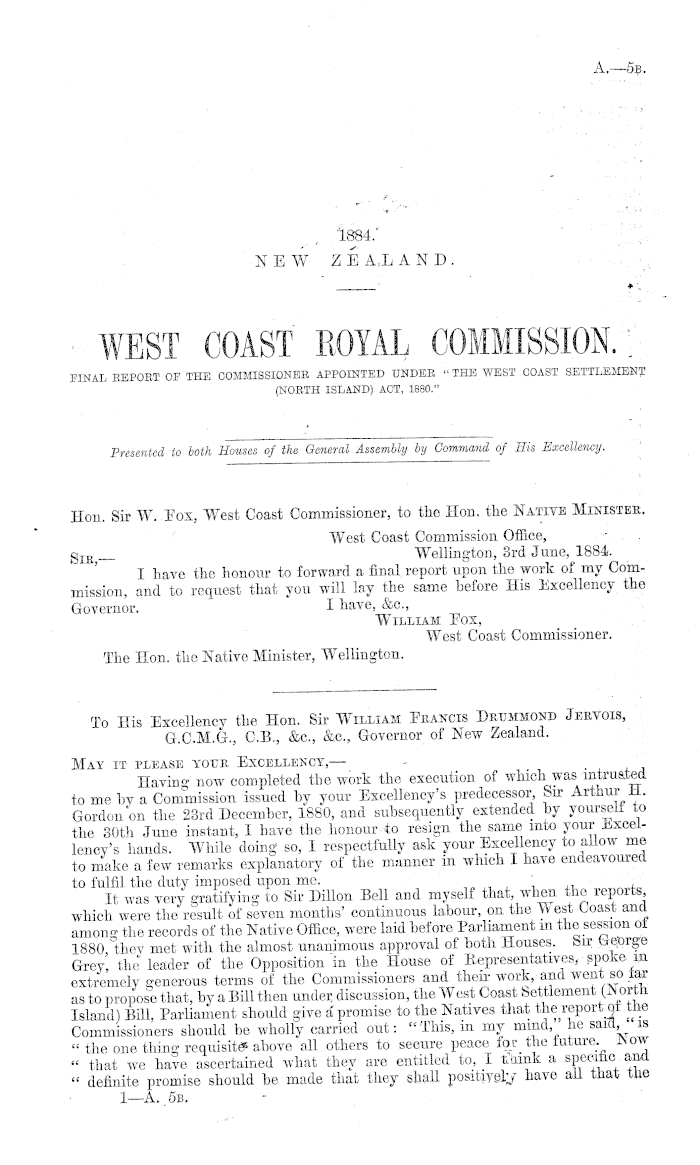 A.—5B.
1884.
NEW ZEALAND.
WEST COAST ROYAL COMMISSION.
FINAL REPORT OF THE COMMISSIONER APPOINTED UNDER "THE WEST COAST SETTLEMENT
(NORTH ISLAND) ACT, 1880."
Presented to both Houses of the General Assembly by Command of His Excellency.
Hon. Sir W. Fox, West Coast Commissioner, to the Hon. the NATIVE MINISTER.
West Coast Commission Office,
SIR,— Wellington, 3rd June, 1884.
I have the honour to forward a final report upon the work of my Com-
mission, and to request that you will lay the same before His Excellency the
Governor. I have, &c.,
WILLIAM FOX,
West Coast Commissioner.
The Hon. the Native Minister, Wellington.
To His Excellency the Hon. Sir WILLIAM FRANCIS DRUMMOND JERVOIS,
G.C.M.G., C.B., &c., &c., Governor of New Zealand.
MAY IT PLEASE YOUR EXCELLENCY,—
Having now completed the work the execution of which was intrusted
to me by a Commission issued by your Excellency's predecessor, Sir Arthur H.
Gordon on the 23rd December, 1880, and subsequently extended by yourself to
the 30th June instant, I have the honour to resign the same into your Excel-
lency's hands. While doing so, I respectfully ask your Excellency to allow me
to make a few remarks explanatory of the manner in which I have endeavoured
to fulfil the duty imposed upon me.
It was very gratifying to Sir Dillon Bell and myself that, when the reports,
which were the result of seven months' continuous labour, on the West Coast and
among the records of the Native Office, were laid before Parliament in the session of
1880, they met with the almost unanimous approval of both Houses. Sir George
Grey, the leader of the Opposition in the House of Representatives, spoke in
extremely generous terms of the Commissioners and their work, and went so far
as to propose that, by a Bill then under discussion, the West Coast Settlement (North
Island) Bill, Parliament should give a promise to the Natives that the report of the
Commissioners should be wholly carried out: "This, in my mind," he said, "is
" the one thing requisite above all others to secure peace for the future. Now
" that we have ascertained what they are entitled to, I think a specific and
" definite promise should be made that they shall positively have all that the
1—A. 5B.